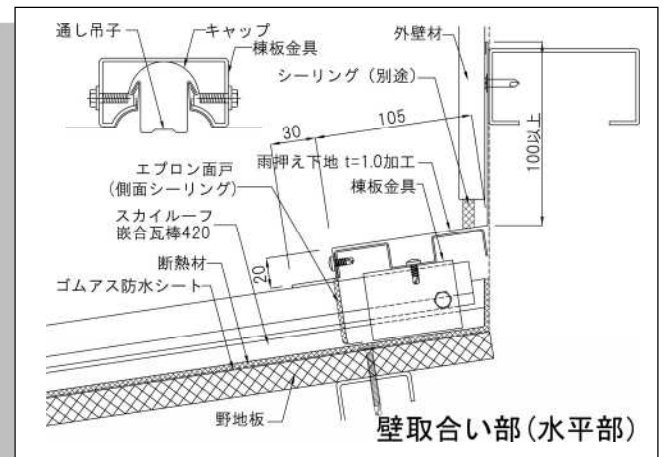 通し吊子
キャップ
棟板金具
外壁材
シーリング（別途）
105
30
100以上
エプロン面戸
(側面シーリング)
雨押え下地 t=1.0加工
棟板金具
スカイルーフ
嵌合瓦棒420
20
断熱材
ゴムアス防水シート
野地板
壁取合い部(水平部)